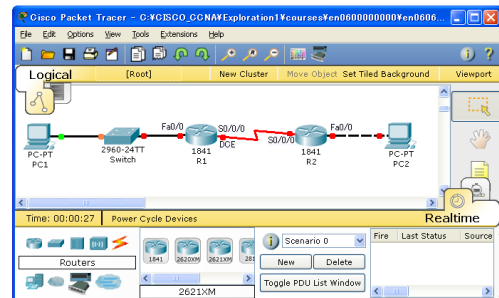 Cisco Packet Tracer - C:¥CISCO_CCNA¥Exploration1¥courses¥en0600000000¥en0606...
File Edit Options View Tools Extensions Help
Logical [Root] New Cluster Move Object Set Tiled Background Viewport
Fa0/0 S0/0/0 Fa0/0
DCE S0/0/0
PC-PT 2960-24TT 1841 1841 PC-PT
PC1 Switch R1 R2 PC2
Time: 00:00:27 Power Cycle Devices Realtime
Routers
1841 2620XM 2621XM 281
2621XM
Scenario 0
New Delete
Toggle PDU List Window
Fire Last Status Source